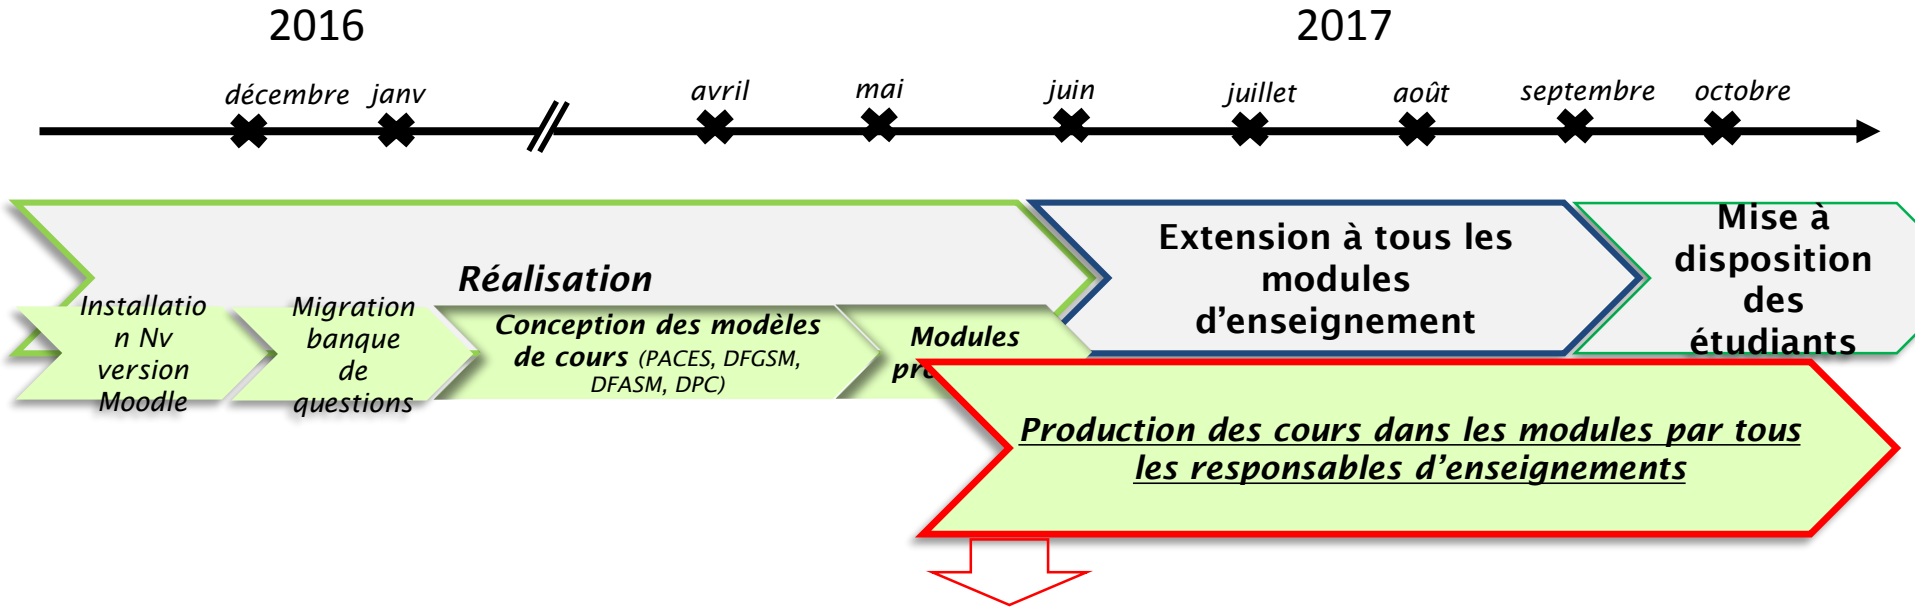 2016
2017
décembre
janv
avril
mai
juin
juillet
août
septembre
octobre
Réalisation
Installatio
n Nv
version
Moodle
Migration
banque
de
questions
Conception des modèles
de cours (PACES, DFGSM,
DFASM, DPC)
Modules
Extension à tous les
modules
d’enseignement
Mise à
disposition
des
étudiants
Production des cours dans les modules par tous
les responsables d’enseignements